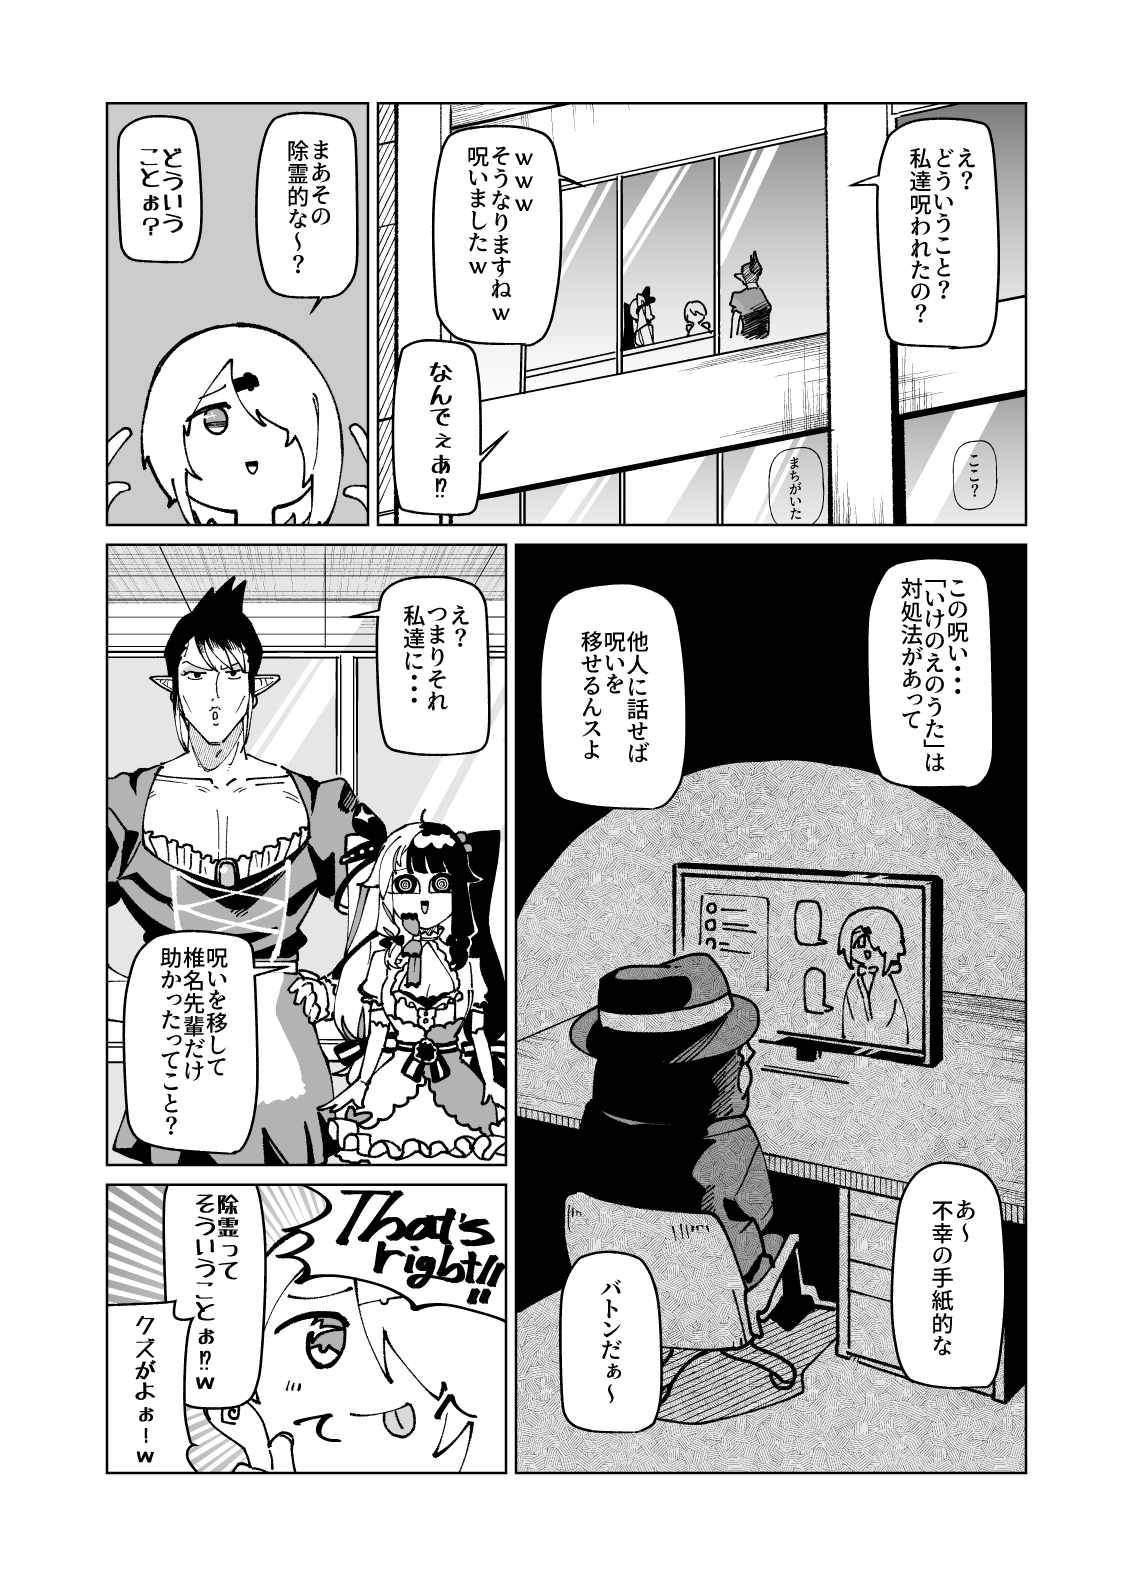 え？
どういうこと？
私達呪われたの？
ｗｗｗ
そうなりますねｗ
呪いましたｗ
なんでぇあ⁉
ここ？
まちがいた
まあその
除霊的な～？
どういう
ことぉ？
この呪い・・・
「いけのえのうた」は
対処法があって
他人に話せば
呪いを
移せるんスよ
あ～
不幸の手紙的な
バトンだぁ～
え？
つまりそれ
私達に・・・
呪いを移して
椎名先輩だけ
助かったってこと？
That's
right!!
除霊って
そういうことぉ⁉ｗ
クズがよぉ！ｗ
て